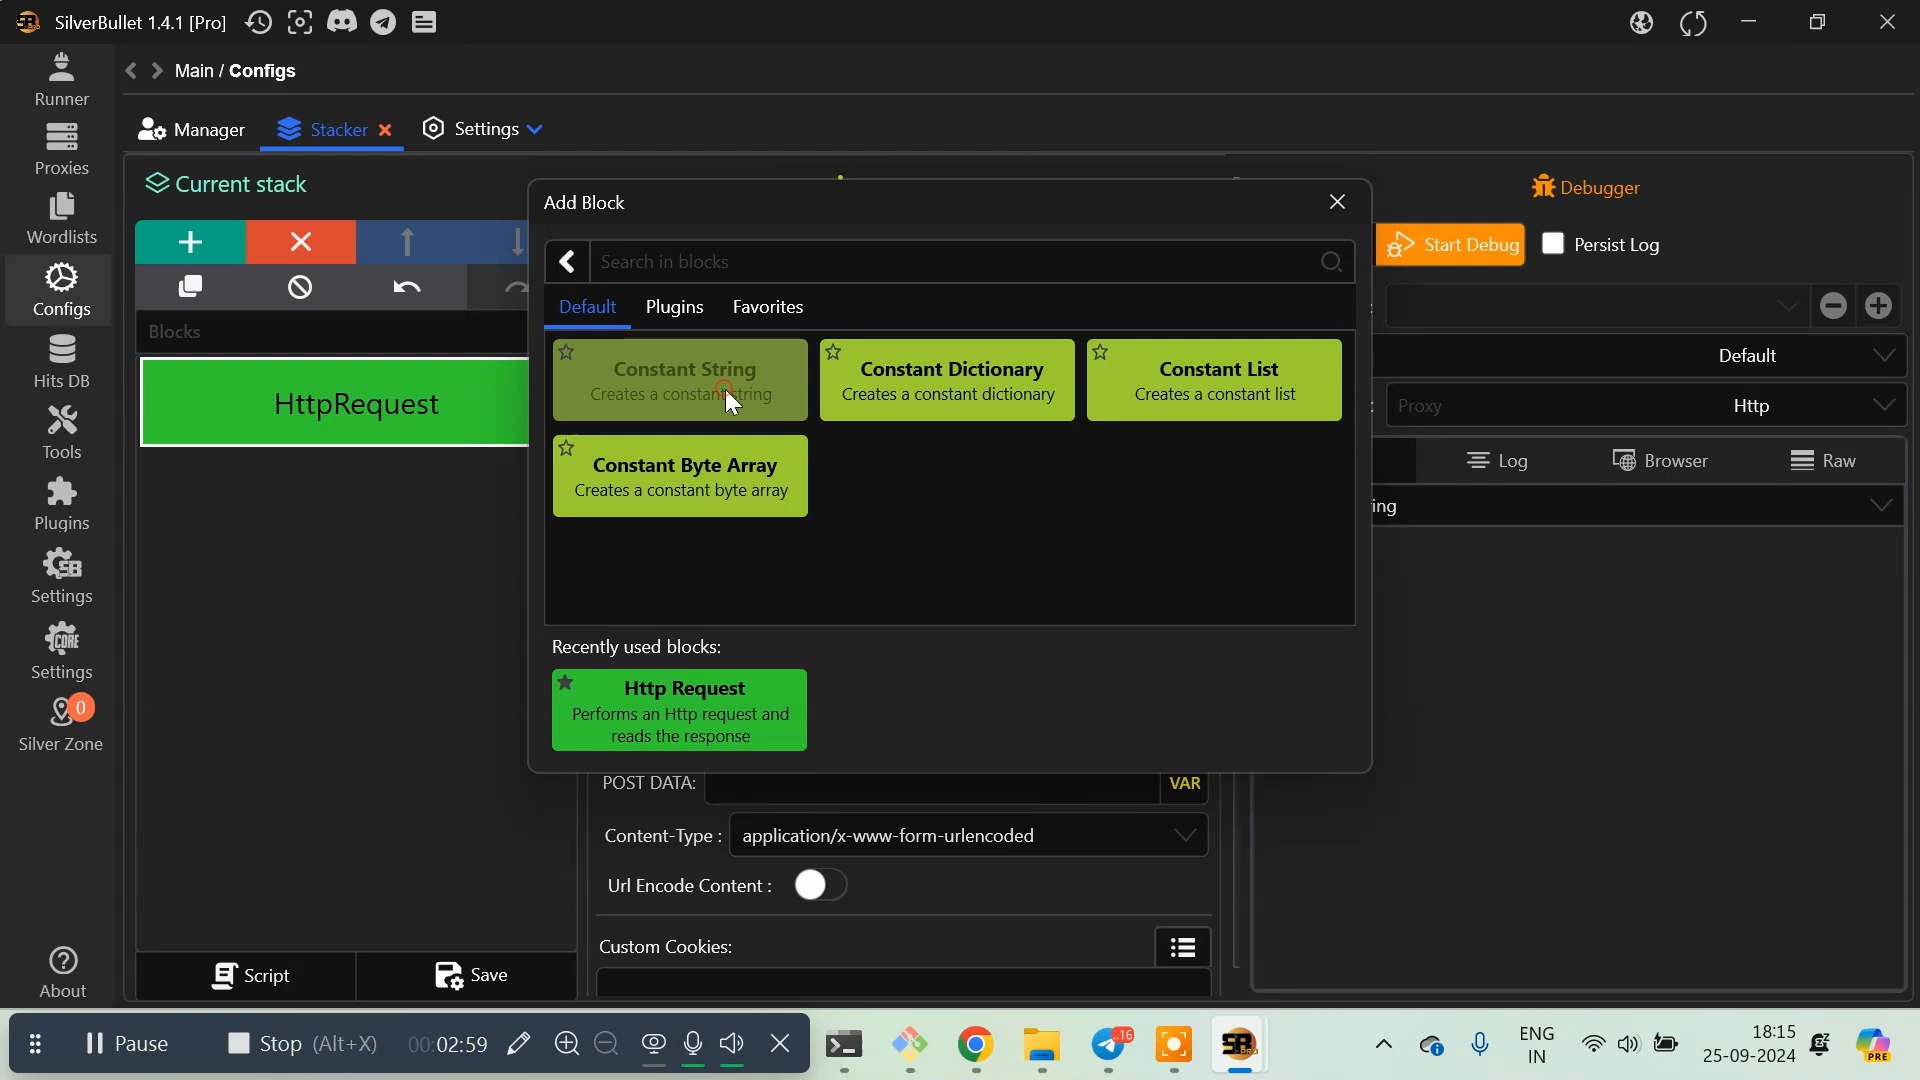 SilverBullet 1.4.1 [Pro]
Runner
Proxies
Wordlists
Configs
Hits DB
Tools
Plugins
Settings
Settings
0
Silver Zone
About
Main / Configs
Manager
Stacker
Settings
Current stack
Blocks
HttpRequest
Script
Save
Add Block
Search in blocks
Default
Plugins
Favorites
Constant String
Creates a constant string
Constant Dictionary
Creates a constant dictionary
Constant List
Creates a constant list
Constant Byte Array
Creates a constant byte array
Recently used blocks:
Http Request
Performs an Http request and
reads the response
POST DATA:
VAR
Content-Type :
application/x-www-form-urlencoded
Url Encode Content :
Custom Cookies:
Debugger
Start Debug
Persist Log
Default
Proxy
Http
Log
Browser
Raw
ing
Pause
Stop (Alt+X)
00:02:59
16
ENG
IN
18:15
25-09-2024
PRE